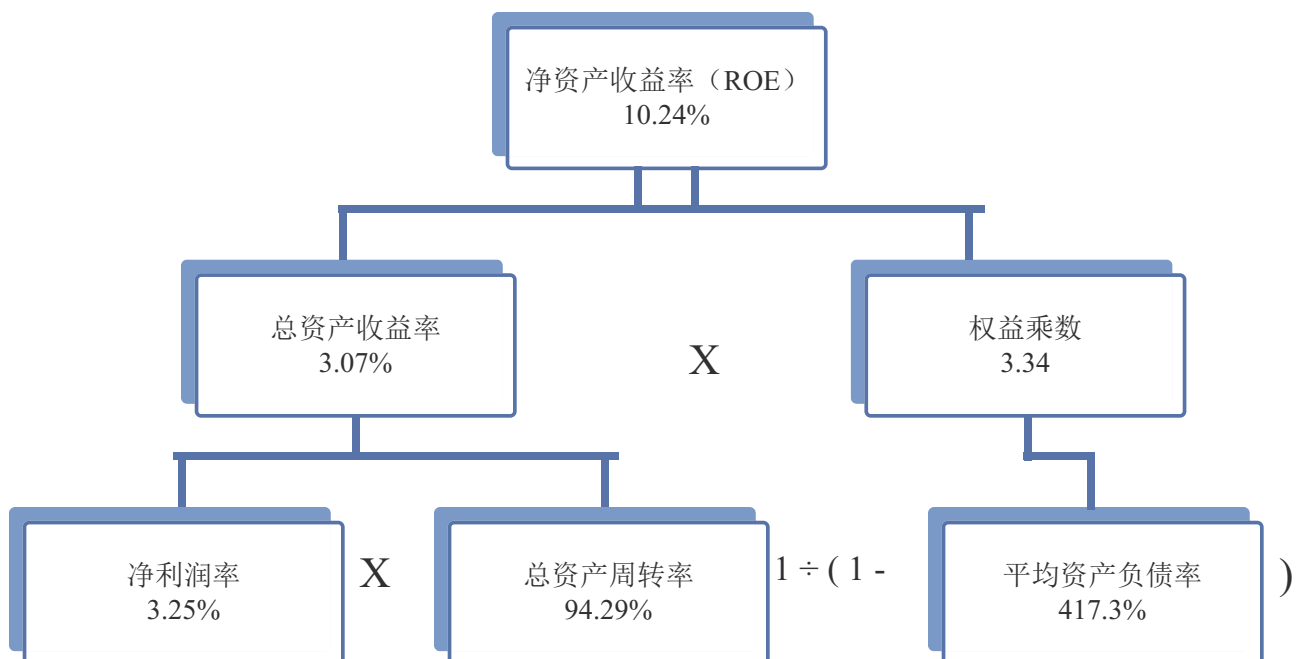 净资产收益率（ROE）
10.24%
总资产收益率
3.07%
X
权益乘数
3.34
净利润率
3.25%
X
总资产周转率
94.29%
1 ÷ ( 1 -
平均资产负债率
417.3%
)